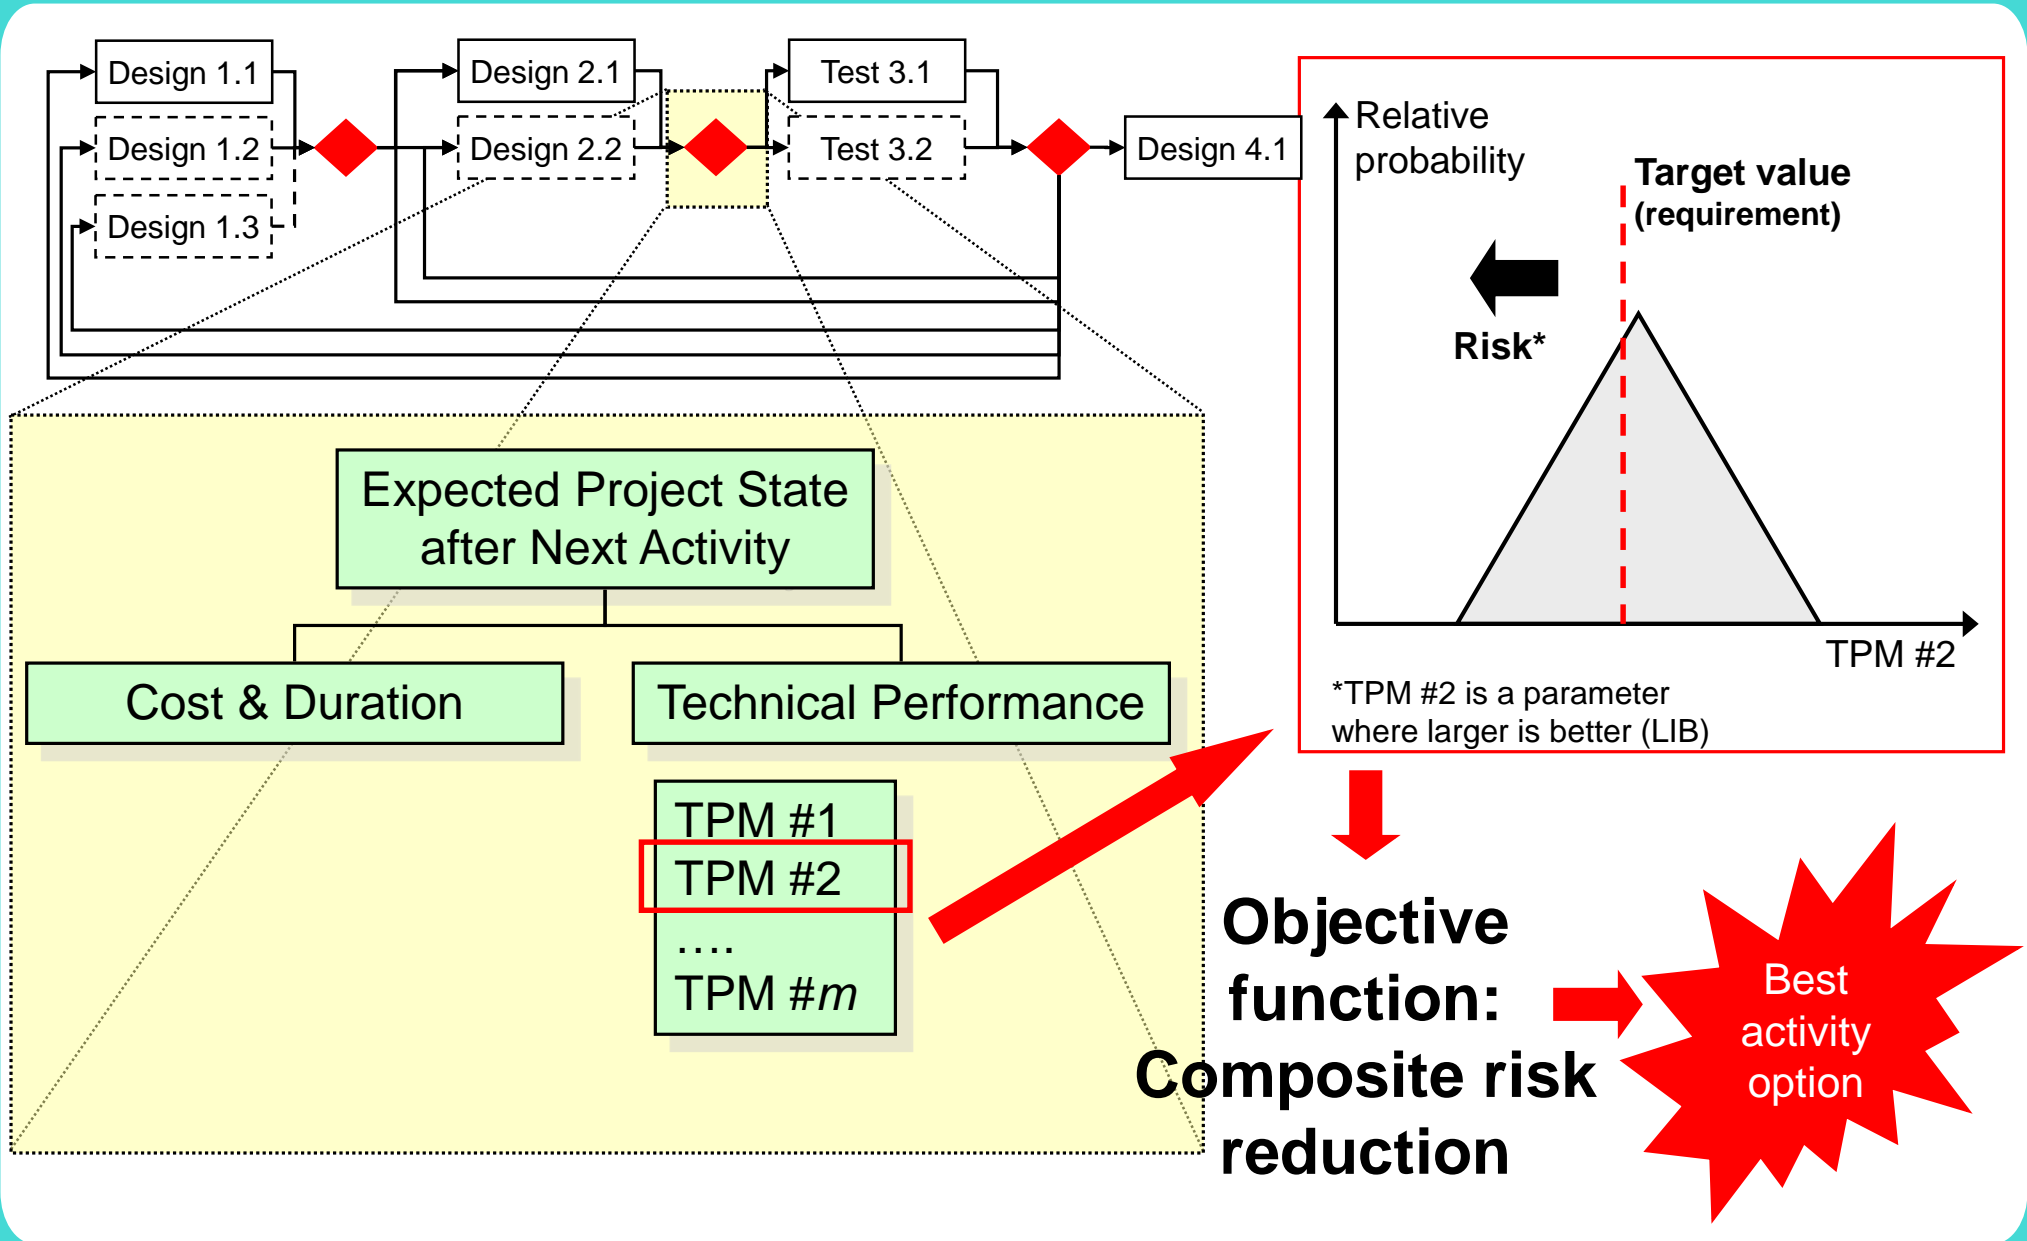 Design 1.1
Design 1.2
Design 1.3
Design 2.1
Design 2.2
Test 3.1
Test 3.2
Design 4.1
Relative
probability
Target value
(requirement)
Risk*
TPM #2
*TPM #2 is a parameter
where larger is better (LIB)
Expected Project State
after Next Activity
Cost & Duration
Technical Performance
TPM #1
TPM #2
....
TPM #m
Objective
function:
Composite risk
reduction
Best
activity
option